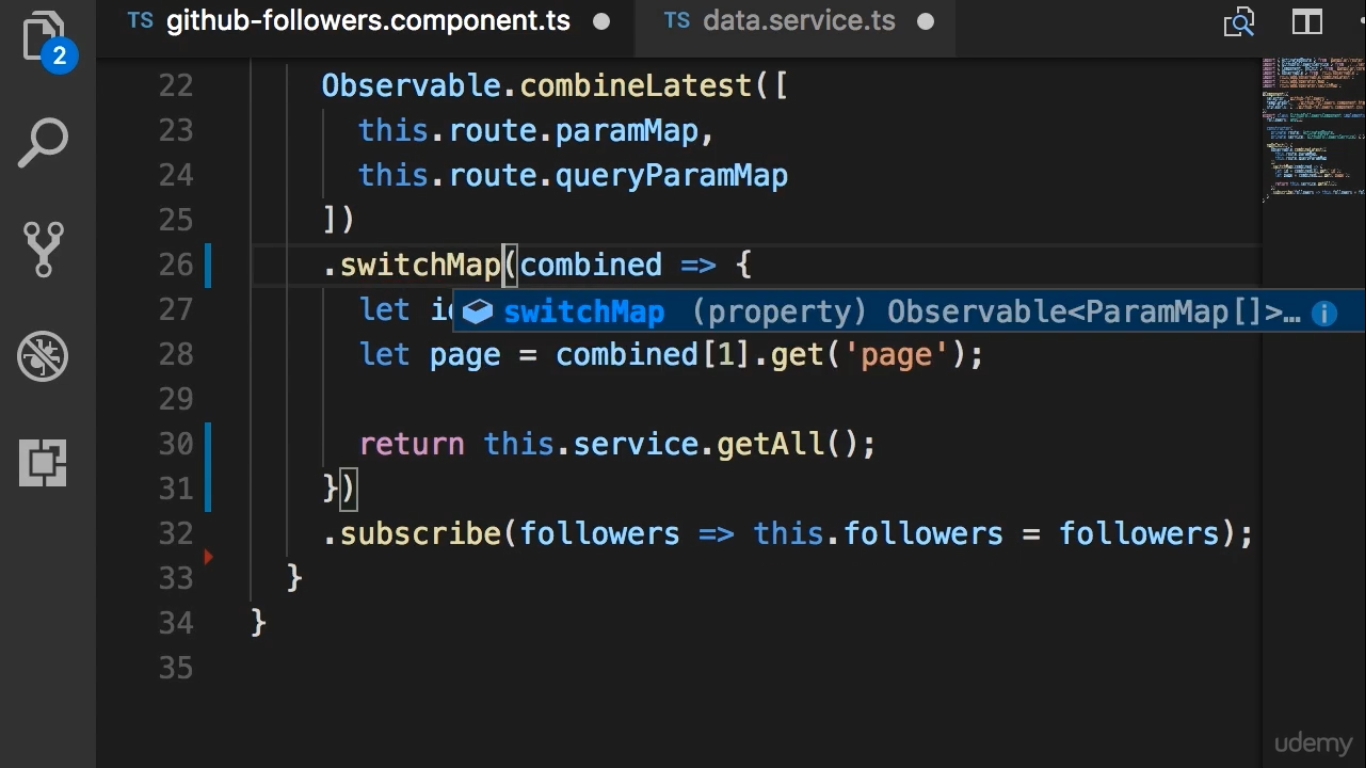 TS github-followers.component.ts TS data.service.ts
2
22 Observable.combineLatest([
23 this.route.paramMap,
24 this.route.queryParamMap
25 ])
26 .switchMap(combined => {
27 let switchMap (property) Observable<ParamMap[]>…
28 let page = combined[1].get('page');
29
30 return this.service.getAll();
31 })
32 .subscribe(followers => this.followers = followers);
33 }
34 }
35
udemy